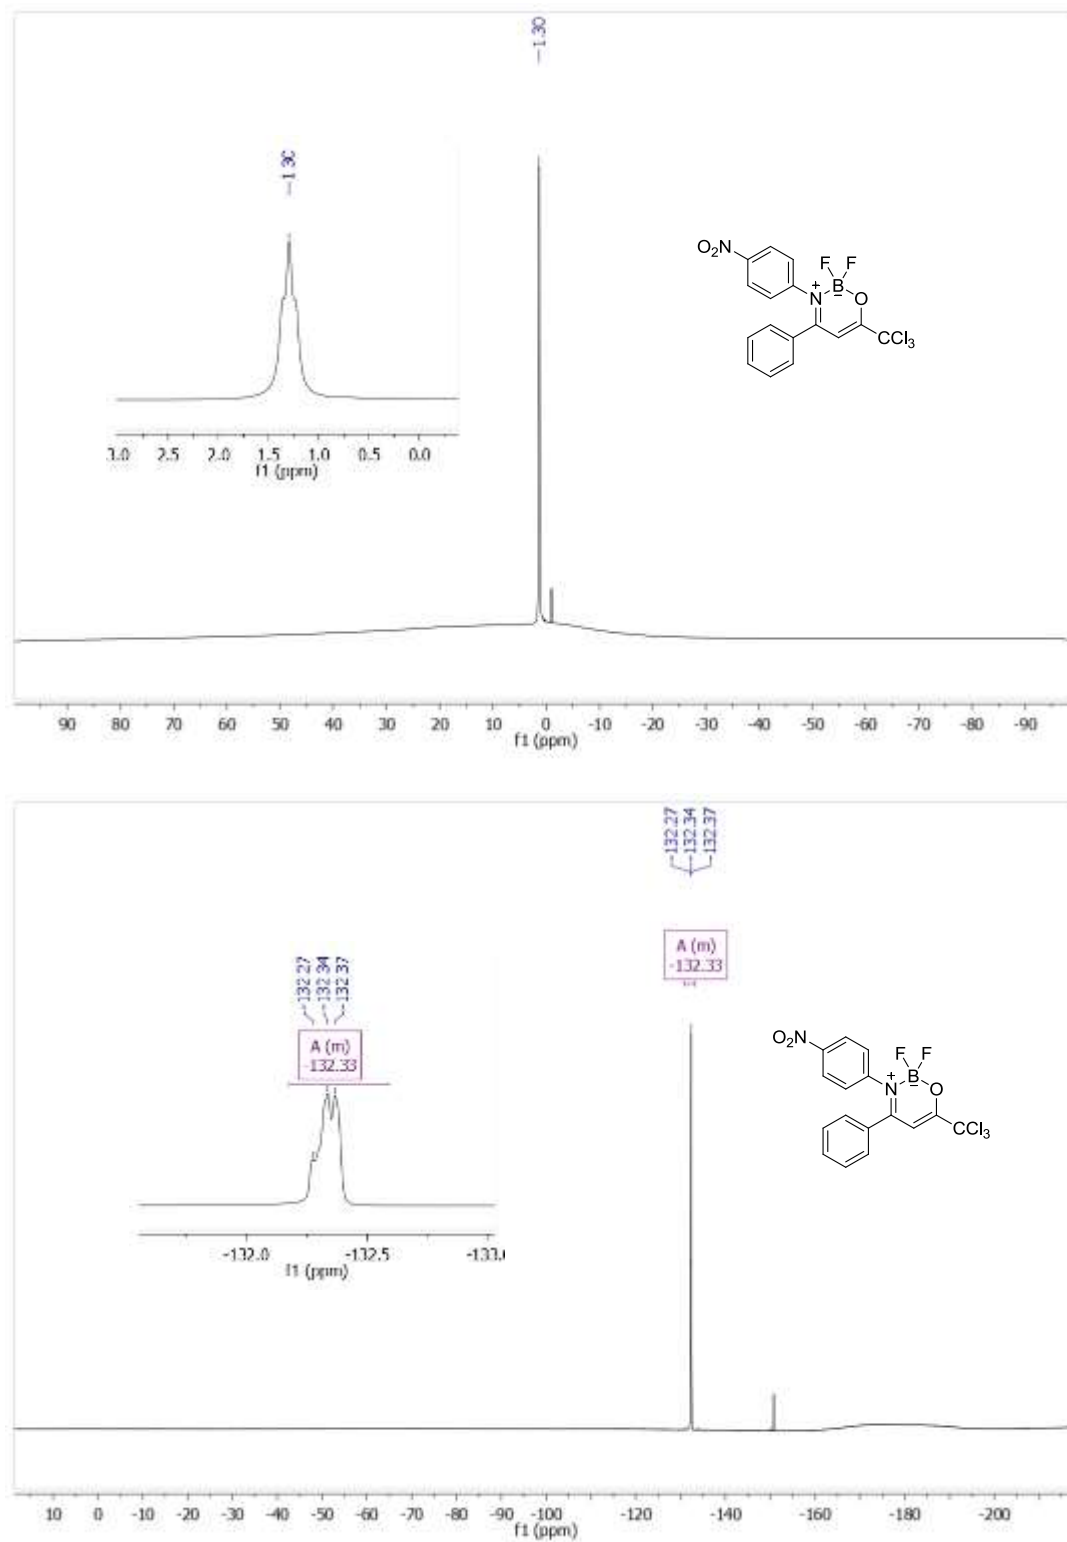 —1.30
—1.30
O₂N
F F
+
N B O
−
CCl₃
3.0 2.5 2.0 1.5 1.0 0.5 0.0
f1 (ppm)
90 80 70 60 50 40 30 20 10 0 -10 -20 -30 -40 -50 -60 -70 -80 -90
f1 (ppm)
-132.27
-132.34
-132.37
A (m)
-132.33
-132.27
-132.34
-132.37
A (m)
-132.33
O₂N
F F
+
N B O
−
CCl₃
-132.0 -132.5 -133.0
f1 (ppm)
10 0 -10 -20 -30 -40 -50 -60 -70 -80 -90 -100 -120 -140 -160 -180 -200
f1 (ppm)